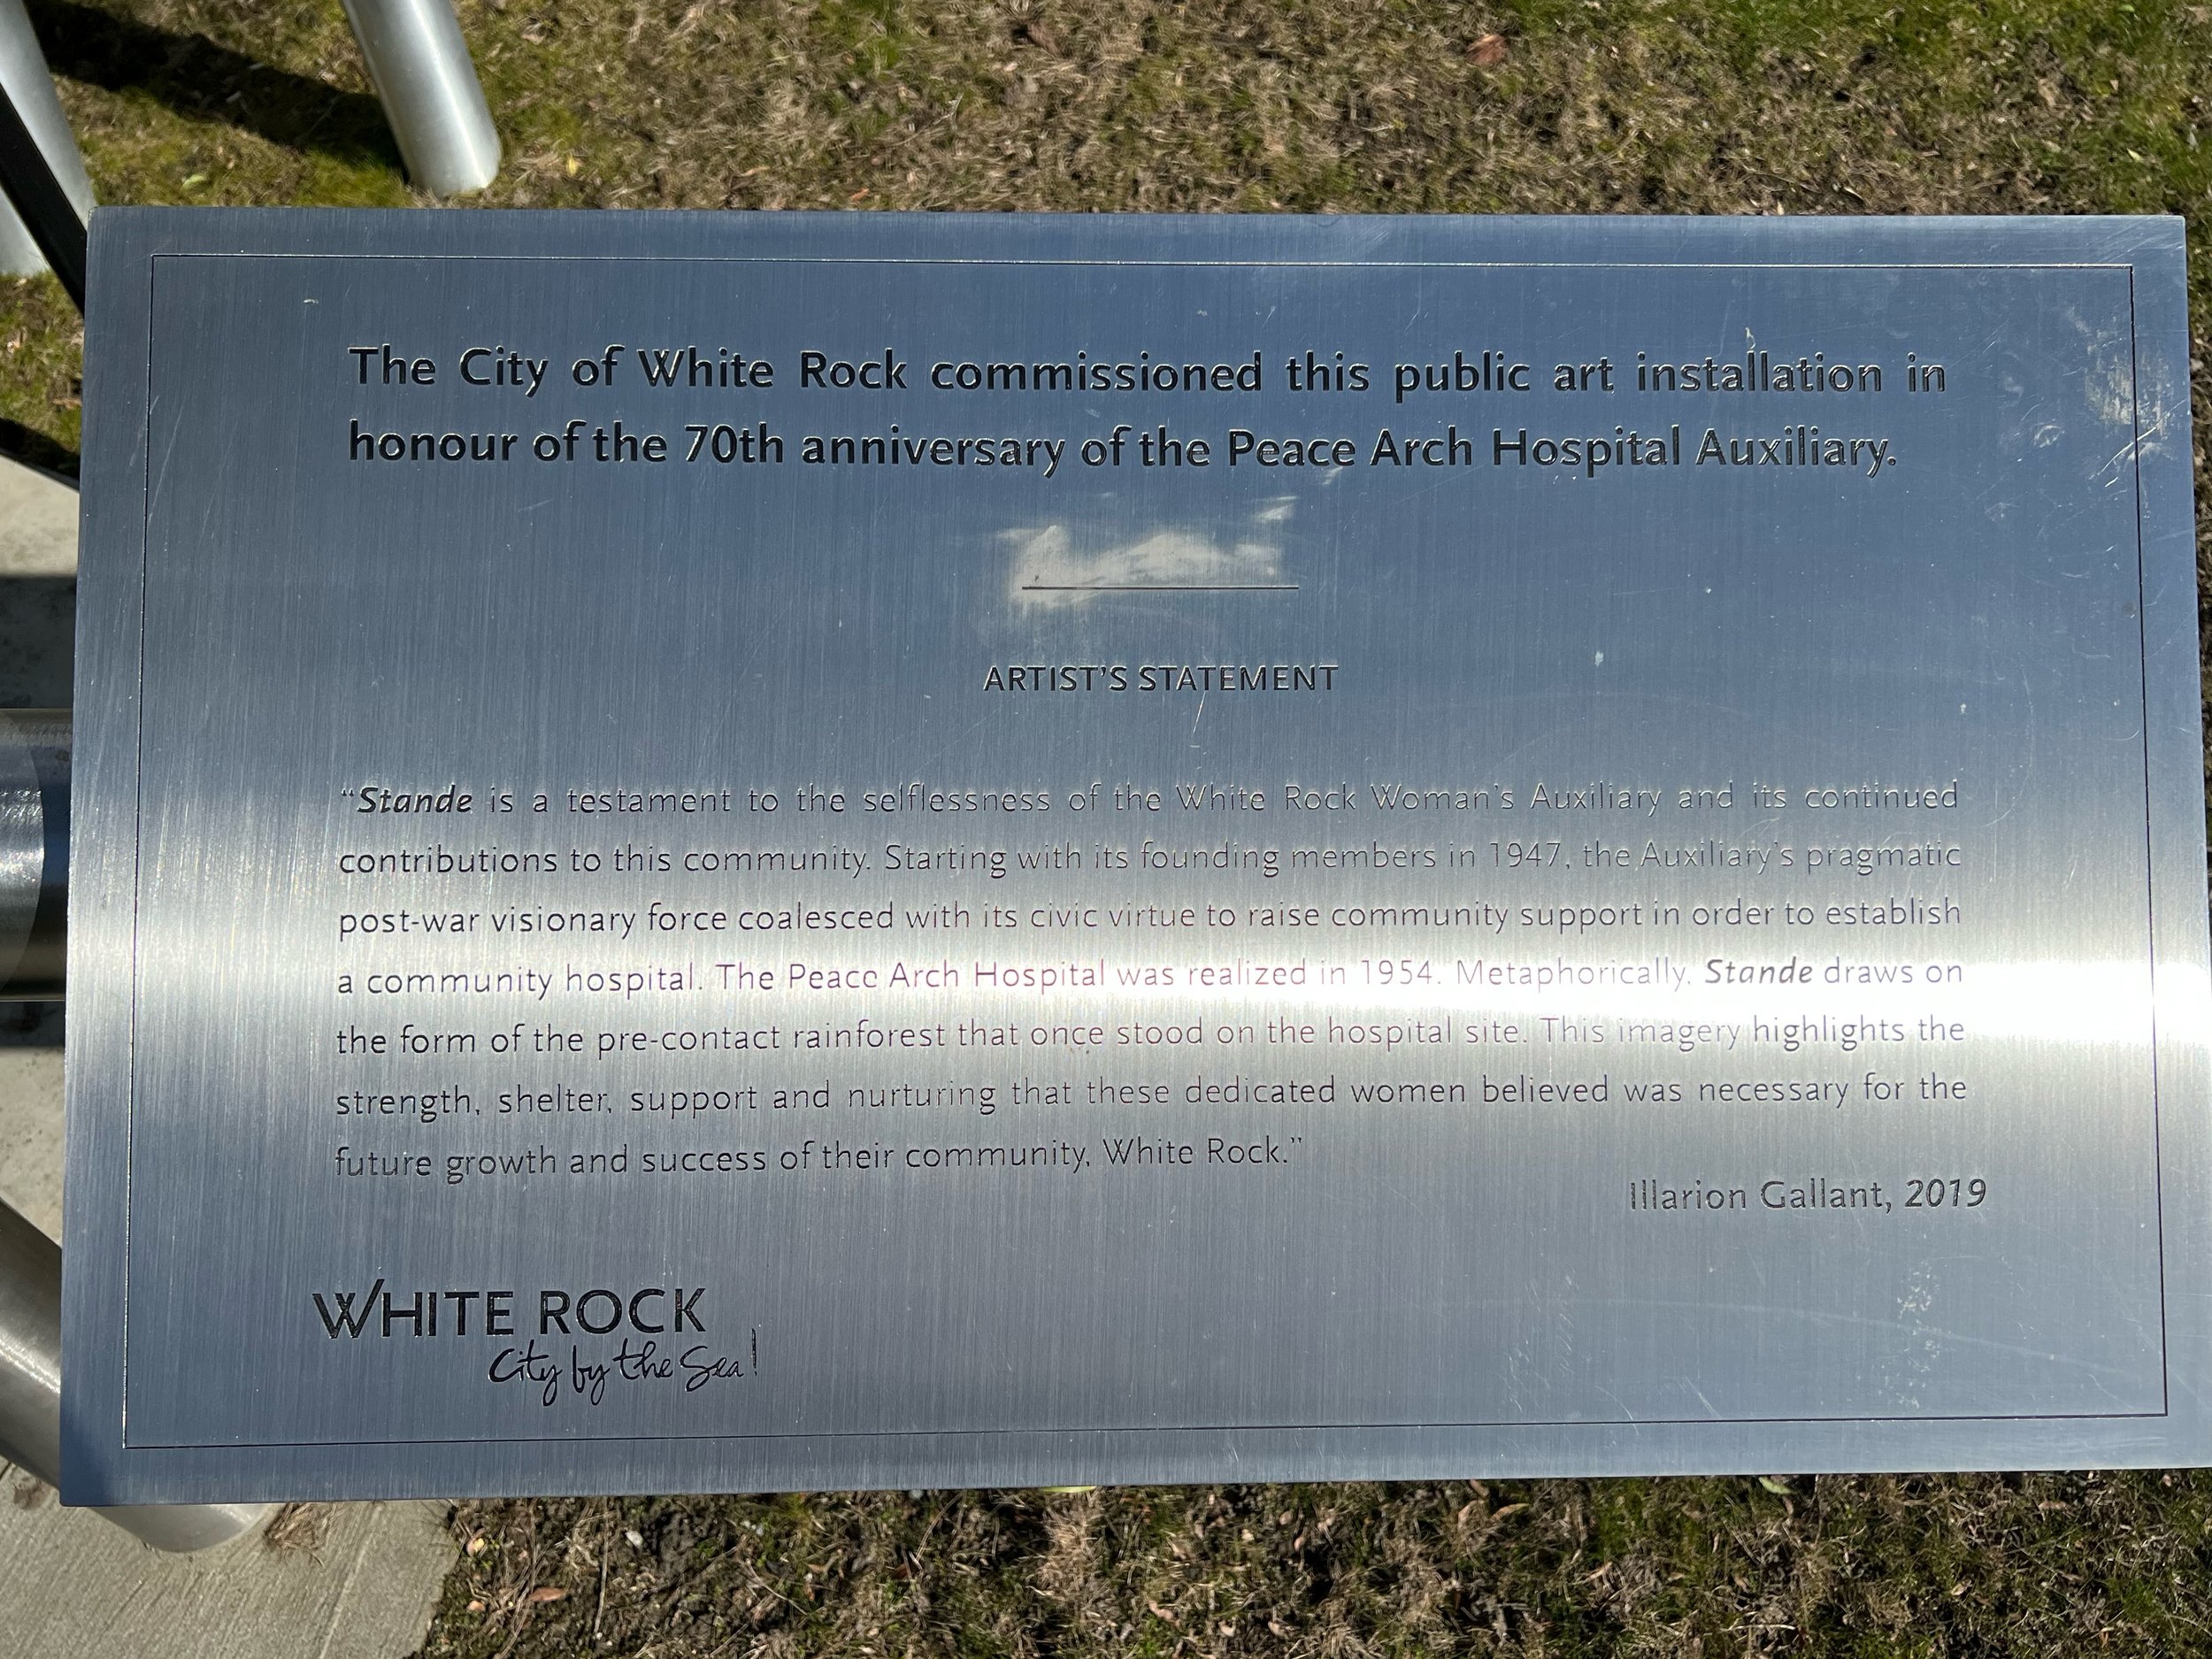 The City of White Rock commissioned this public art installation in
honour of the 70th anniversary of the Peace Arch Hospital Auxiliary.
ARTIST'S STATEMENT
“Stande is a testament to the selflessness of the White Rock Woman's Auxiliary and its continued
contributions to this community. Starting with its founding members in 1947, the Auxiliary's pragmatic
post-war visionary force coalesced with its civic virtue to raise community support in order to establish
a community hospital. The Peace Arch Hospital was realized in 1954. Metaphorically, Stande draws on
the form of the pre-contact rainforest that once stood on the hospital site. This imagery highlights the
strength, shelter, support and nurturing that these dedicated women believed was necessary for the
future growth and success of their community, White Rock.”
Illarion Gallant, 2019
WHITE ROCK
City by the Sea!